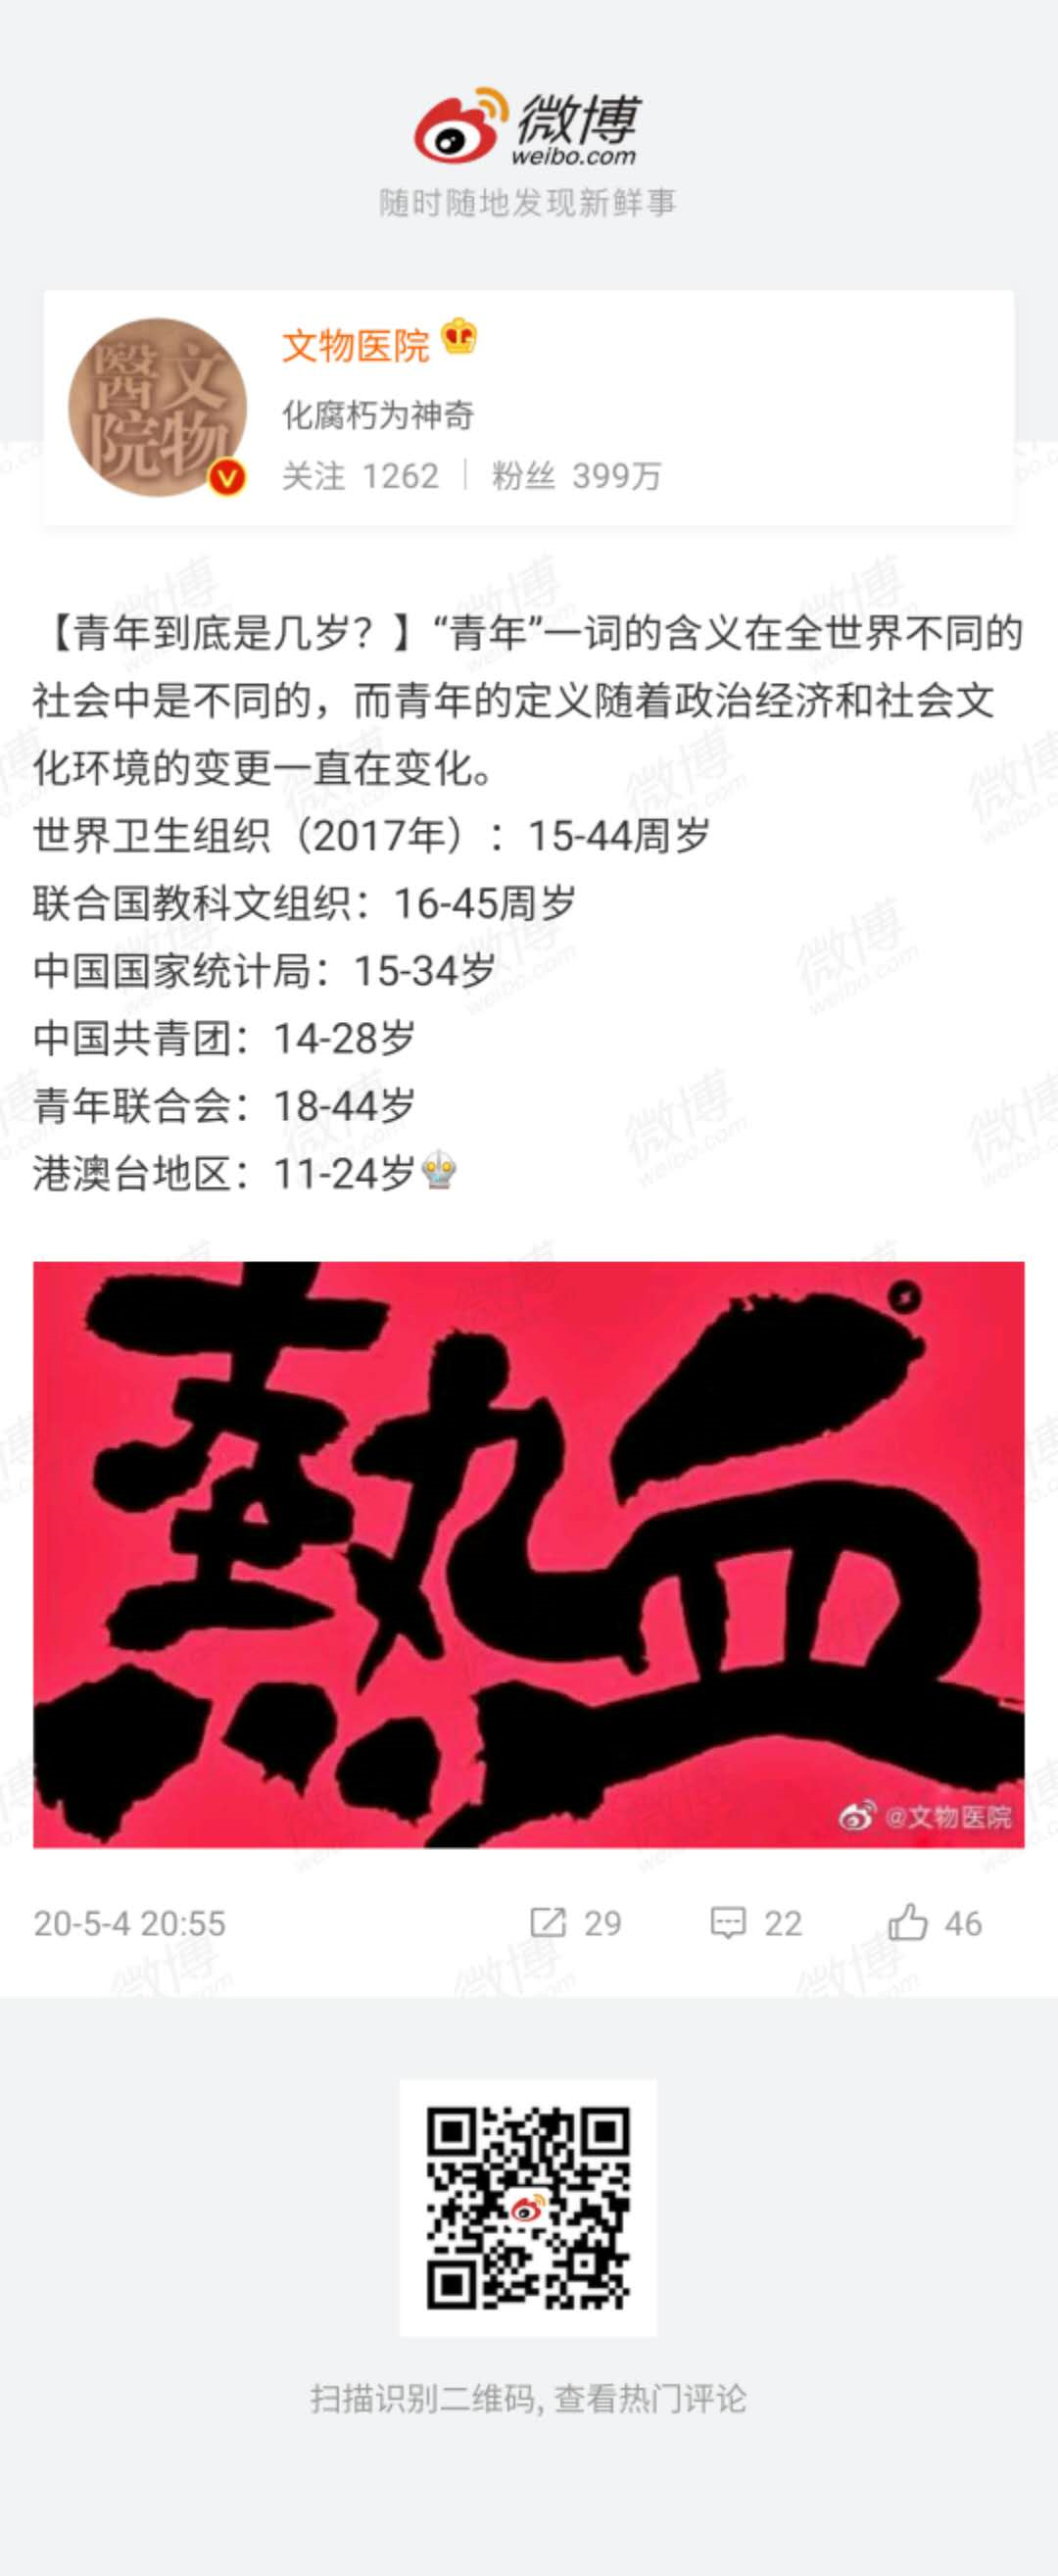 微博
weibo.com
随时随地发现新鲜事
文物
醫院
文物医院
化腐朽为神奇
关注 1262 | 粉丝 399万
【青年到底是几岁？】“青年”一词的含义在全世界不同的
社会中是不同的，而青年的定义随着政治经济和社会文
化环境的变更一直在变化。
世界卫生组织（2017年）：15-44周岁
联合国教科文组织：16-45周岁
中国国家统计局：15-34岁
中国共青团：14-28岁
青年联合会：18-44岁
港澳台地区：11-24岁
熱血
@文物医院
20-5-4 20:55 29 22 46
扫描识别二维码, 查看热门评论